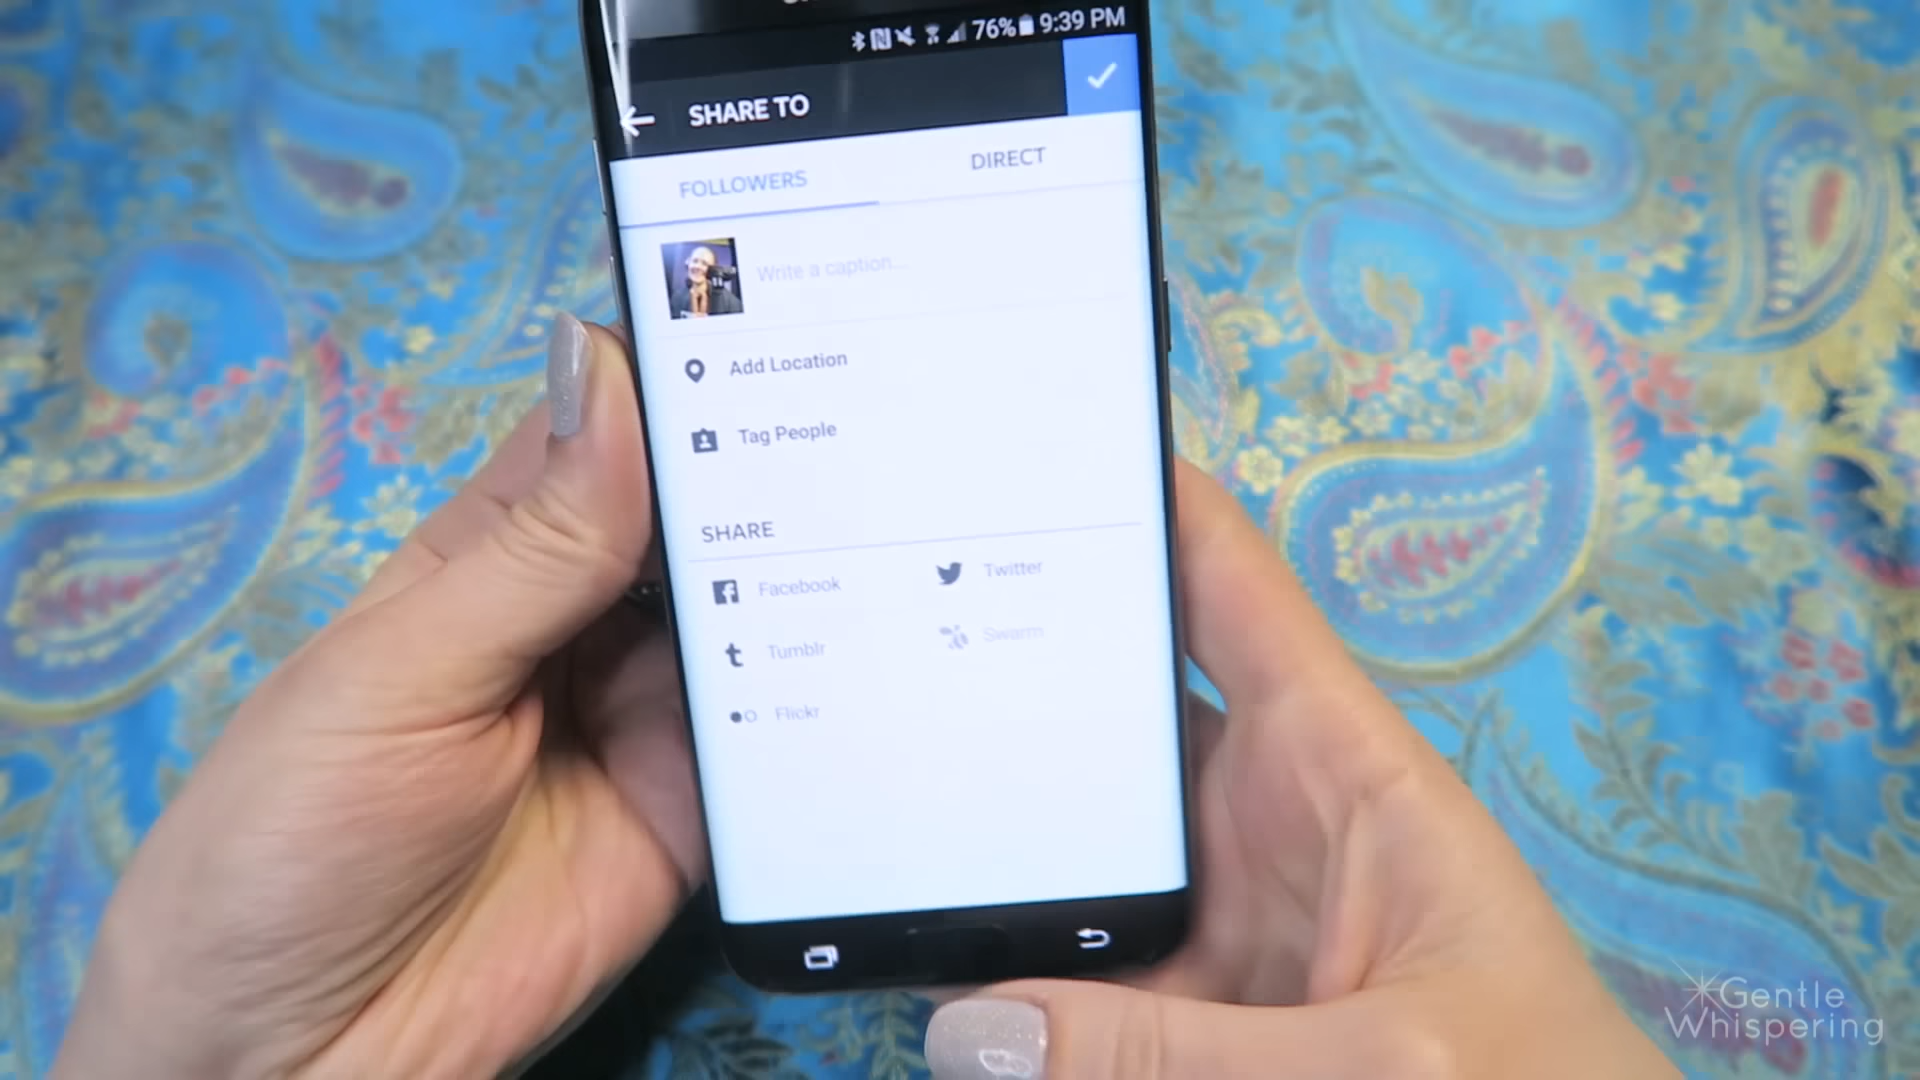 76% 9:39 PM
SHARE TO
FOLLOWERS DIRECT
Write a caption...
Add Location
Tag People
SHARE
Facebook Twitter
Tumblr Swarm
Flickr
Gentle
Whispering